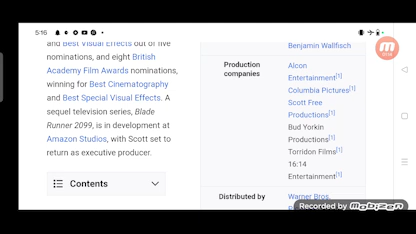 5:16
and Best Visual Effects out of five
nominations, and eight British
Academy Film Awards nominations,
winning for Best Cinematography
and Best Special Visual Effects. A
sequel television series, Blade
Runner 2099, is in development at
Amazon Studios, with Scott set to
return as executive producer.
Contents
Benjamin Wallfisch
Production
companies
Alcon
Entertainment[1]
Columbia Pictures[1]
Scott Free
Productions[1]
Bud Yorkin
Productions[1]
Torridon Films[1]
16:14
Entertainment[1]
Distributed by
Warner Bros.
Recorded by Mobizen